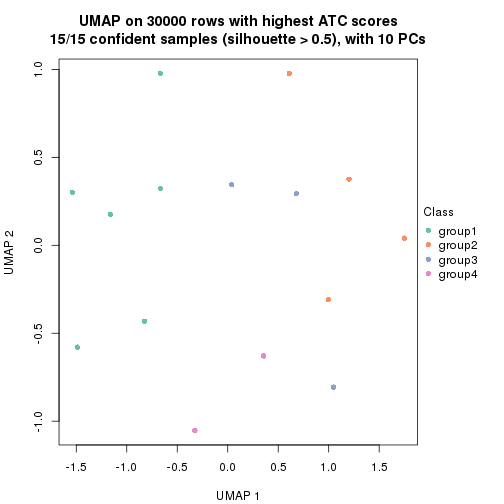 UMAP on 30000 rows with highest ATC scores
15/15 confident samples (silhouette > 0.5), with 10 PCs
1.0
0.5
0.0
-0.5
-1.0
UMAP 2
-1.5 -1.0 -0.5 0.0 0.5 1.0 1.5
UMAP 1
Class
group1
group2
group3
group4